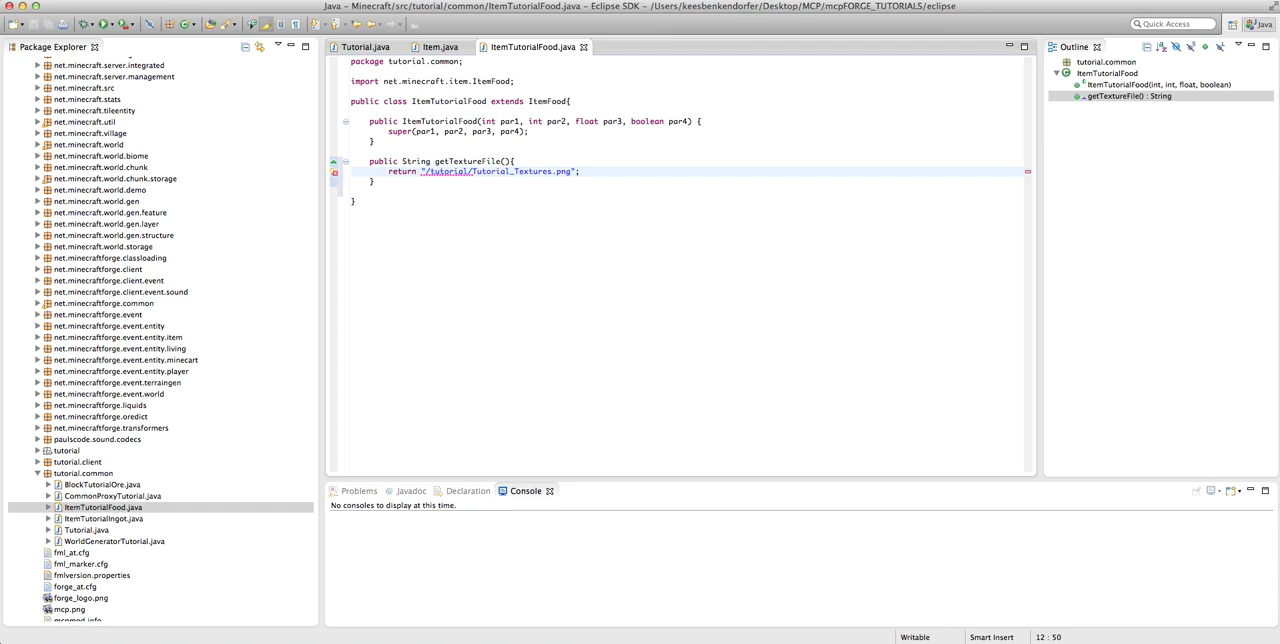 Java – Minecraft/src/tutorial/common/ItemTutorialFood.java – Eclipse SDK – /Users/keesbenkendorfer/Desktop/MCP/mcpFORGE_TUTORIALS/eclipse
Quick Access
Java
Package Explorer
net.minecraft.server.integrated
net.minecraft.server.management
net.minecraft.src
net.minecraft.stats
net.minecraft.tileentity
net.minecraft.util
net.minecraft.village
net.minecraft.world
net.minecraft.world.biome
net.minecraft.world.chunk
net.minecraft.world.chunk.storage
net.minecraft.world.demo
net.minecraft.world.gen
net.minecraft.world.gen.feature
net.minecraft.world.gen.layer
net.minecraft.world.gen.structure
net.minecraft.world.storage
net.minecraftforge.classloading
net.minecraftforge.client
net.minecraftforge.client.event
net.minecraftforge.client.event.sound
net.minecraftforge.common
net.minecraftforge.event
net.minecraftforge.event.entity
net.minecraftforge.event.entity.item
net.minecraftforge.event.entity.living
net.minecraftforge.event.entity.minecart
net.minecraftforge.event.entity.player
net.minecraftforge.event.terraingen
net.minecraftforge.event.world
net.minecraftforge.liquids
net.minecraftforge.oredict
net.minecraftforge.transformers
paulscode.sound.codecs
tutorial
tutorial.client
tutorial.common
BlockTutorialOre.java
CommonProxyTutorial.java
ItemTutorialFood.java
ItemTutorialIngot.java
Tutorial.java
WorldGeneratorTutorial.java
fml_at.cfg
fml_marker.cfg
fmlversion.properties
forge_at.cfg
forge_logo.png
mcp.png
mcpmod.info
Tutorial.java
Item.java
ItemTutorialFood.java
package tutorial.common;
import net.minecraft.item.ItemFood;
public class ItemTutorialFood extends ItemFood{
public ItemTutorialFood(int par1, int par2, float par3, boolean par4) {
super(par1, par2, par3, par4);
}
public String getTextureFile(){
return "/tutorial/Tutorial_Textures.png";
}
}
Outline
tutorial.common
ItemTutorialFood
ItemTutorialFood(int, int, float, boolean)
getTextureFile() : String
Problems
Javadoc
Declaration
Console
No consoles to display at this time.
Writable
Smart Insert
12 : 50